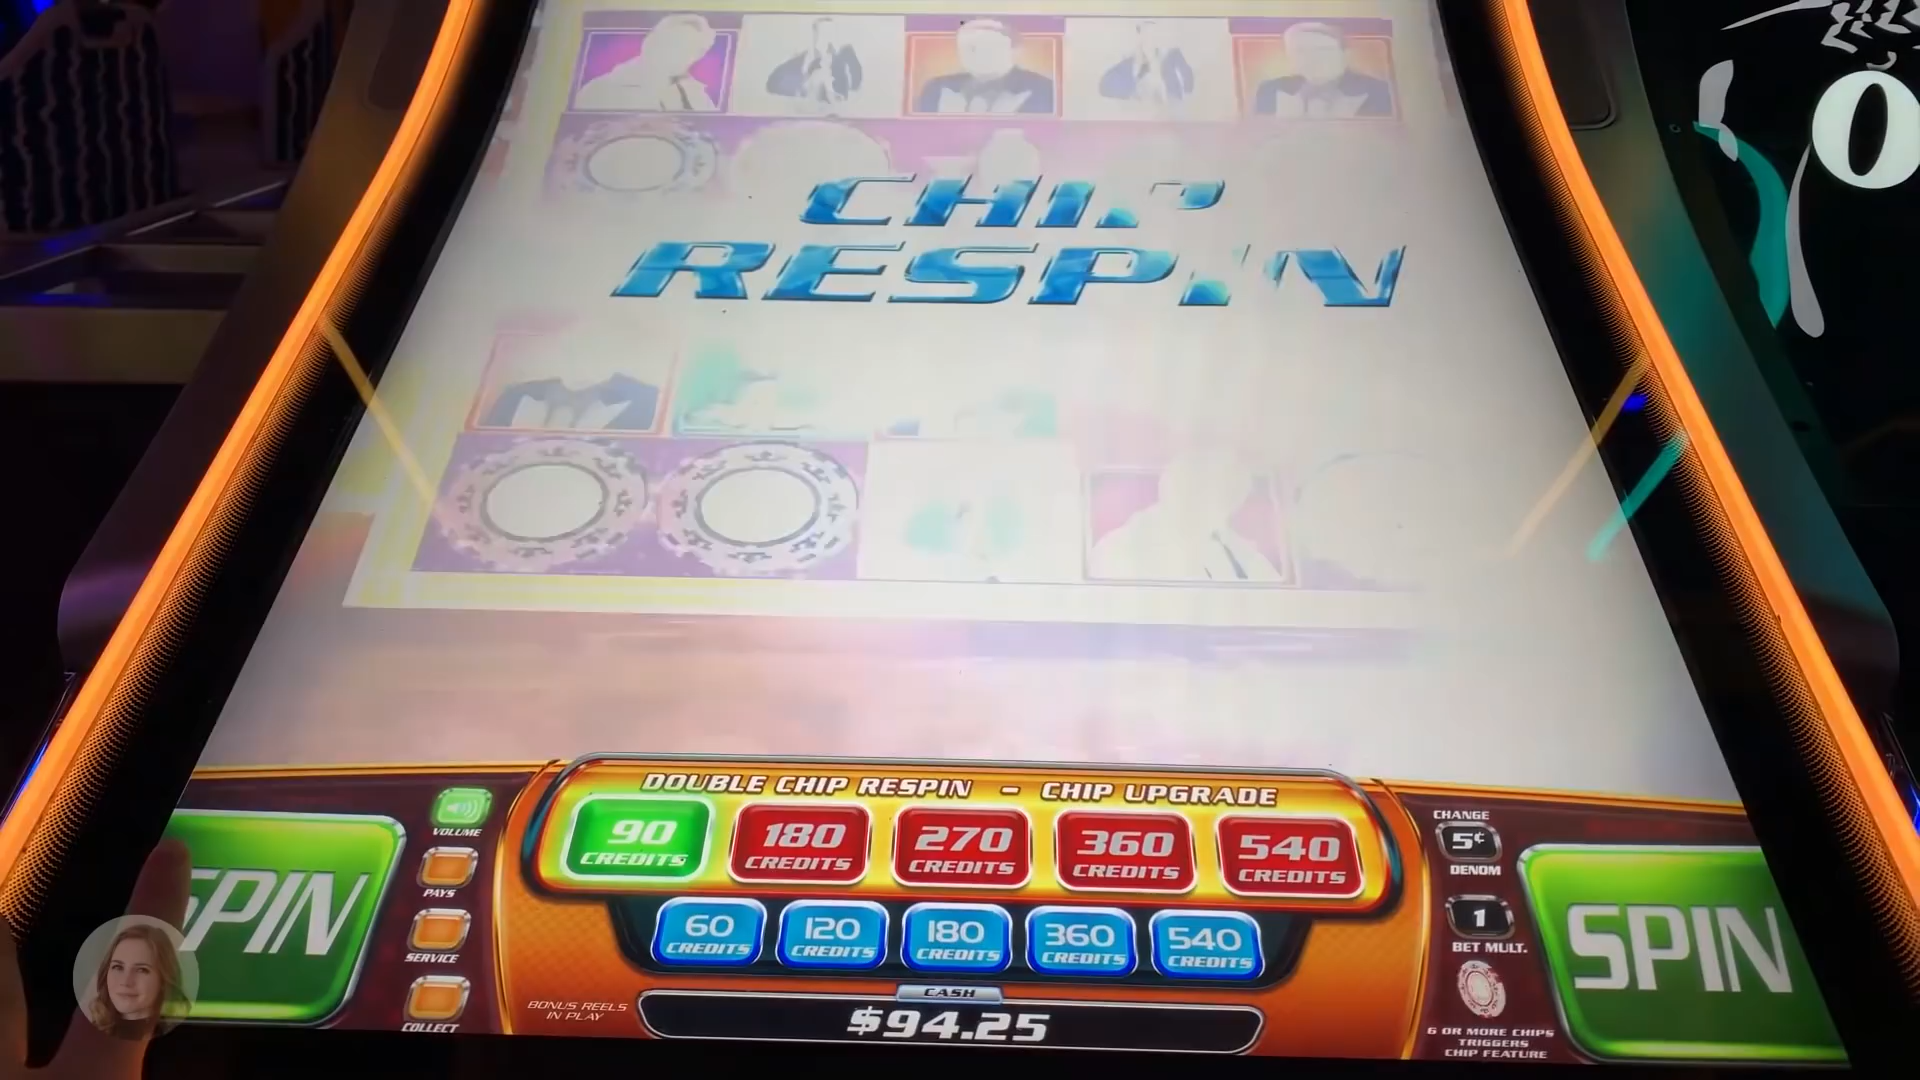 0
CHIP
RESPIN
DOUBLE CHIP RESPIN - CHIP UPGRADE
90 CREDITS
180 CREDITS
270 CREDITS
360 CREDITS
540 CREDITS
60 CREDITS
120 CREDITS
180 CREDITS
360 CREDITS
540 CREDITS
VOLUME
PAYS
SERVICE
COLLECT
SPIN
BONUS REELS
IN PLAY
CASH
$94.25
CHANGE
5¢
DENOM
1
BET MULT.
6 OR MORE CHIPS
TRIGGERS
CHIP FEATURE
SPIN